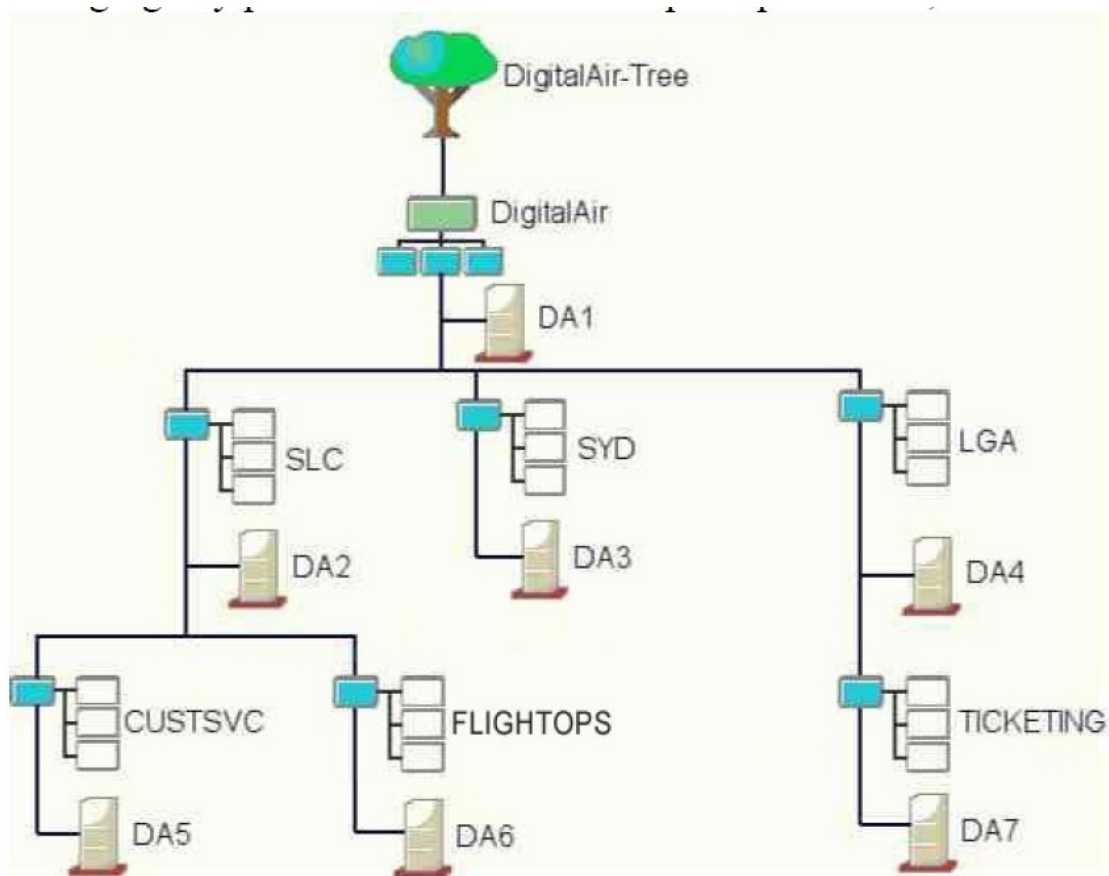 DigitalAir-Tree
DigitalAir
DA1
SLC
SYD
LGA
DA2
DA3
DA4
CUSTSVC
FLIGHTOPS
TICKETING
DA5
DA6
DA7